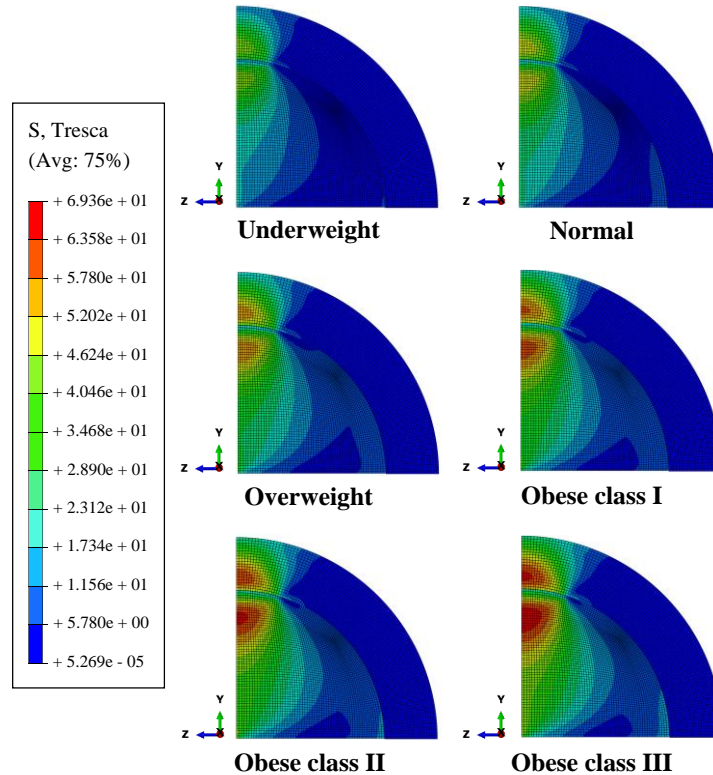 S, Tresca
(Avg: 75%)
+ 6.936e + 01
+ 6.358e + 01
+ 5.780e + 01
+ 5.202e + 01
+ 4.624e + 01
+ 4.046e + 01
+ 3.468e + 01
+ 2.890e + 01
+ 2.312e + 01
+ 1.734e + 01
+ 1.156e + 01
+ 5.780e + 00
+ 5.269e - 05
Y
Z
X
Underweight
Y
Z
X
Normal
Y
Z
X
Overweight
Y
Z
X
Obese class I
Y
Z
X
Obese class II
Y
Z
X
Obese class III